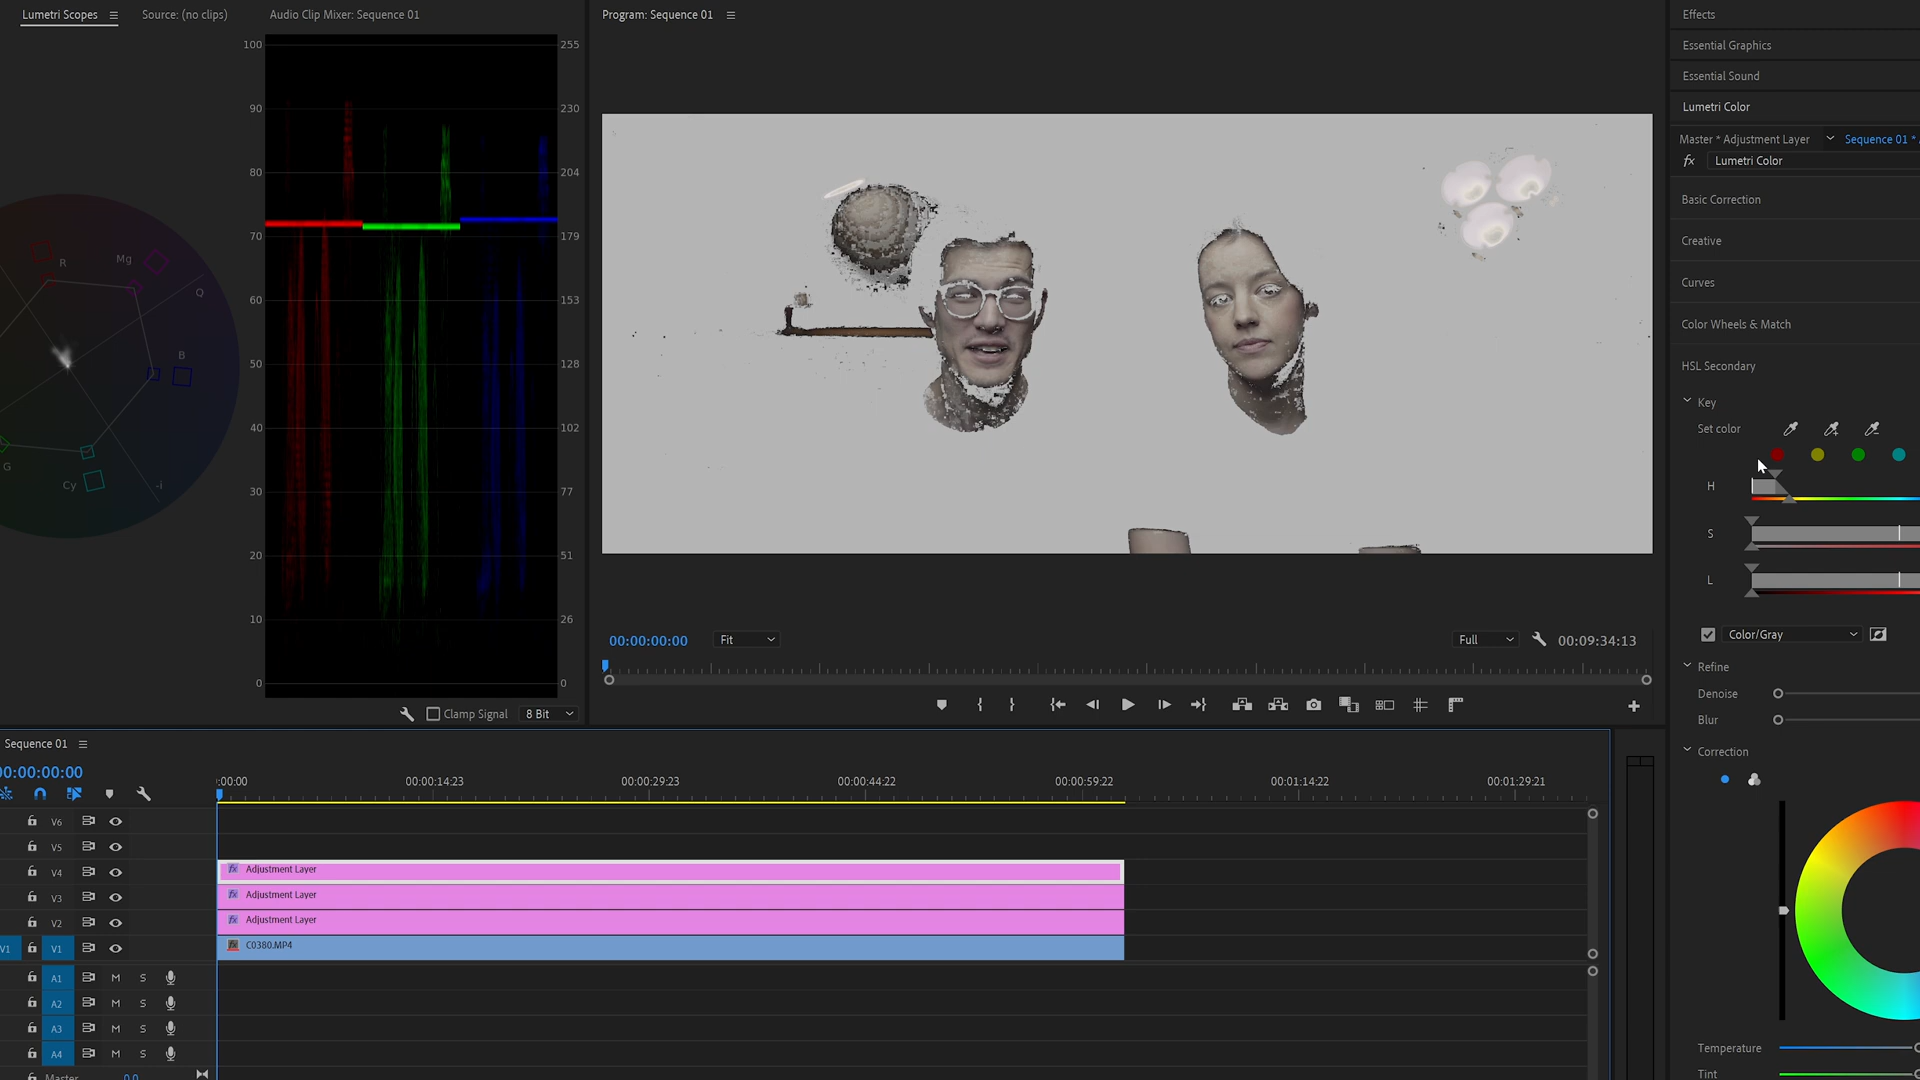 Lumetri Scopes
Source: (no clips)
Audio Clip Mixer: Sequence 01
100
90
80
70
60
50
40
30
20
10
0
255
230
204
179
153
128
102
77
51
26
0
R
Mg
Q
B
G
Cy
-i
Clamp Signal
8 Bit
Program: Sequence 01
00:00:00:00
Fit
Full
00:09:34:13
Effects
Essential Graphics
Essential Sound
Lumetri Color
Master * Adjustment Layer
Sequence 01 *
fx Lumetri Color
Basic Correction
Creative
Curves
Color Wheels & Match
HSL Secondary
Key
Set color
H
S
L
Color/Gray
Refine
Denoise
Blur
Correction
Temperature
Tint
Sequence 01
00:00:00:00
:00:00
00:00:14:23
00:00:29:23
00:00:44:22
00:00:59:22
00:01:14:22
00:01:29:21
V6
V5
V4
fx Adjustment Layer
V3
fx Adjustment Layer
V2
fx Adjustment Layer
V1 V1
fx C0380.MP4
A1 M S
A2 M S
A3 M S
A4 M S
Master 0.0